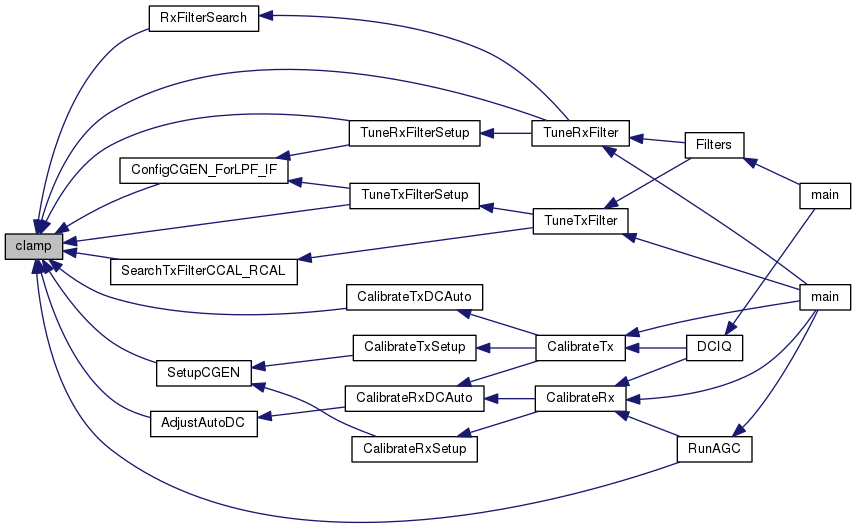 RxFilterSearch
TuneRxFilterSetup
TuneRxFilter
Filters
ConfigCGEN_ForLPF_IF
TuneTxFilterSetup
main
TuneTxFilter
clamp
SearchTxFilterCCAL_RCAL
CalibrateTxDCAuto
main
CalibrateTxSetup
CalibrateTx
DCIQ
SetupCGEN
CalibrateRxDCAuto
CalibrateRx
AdjustAutoDC
CalibrateRxSetup
RunAGC